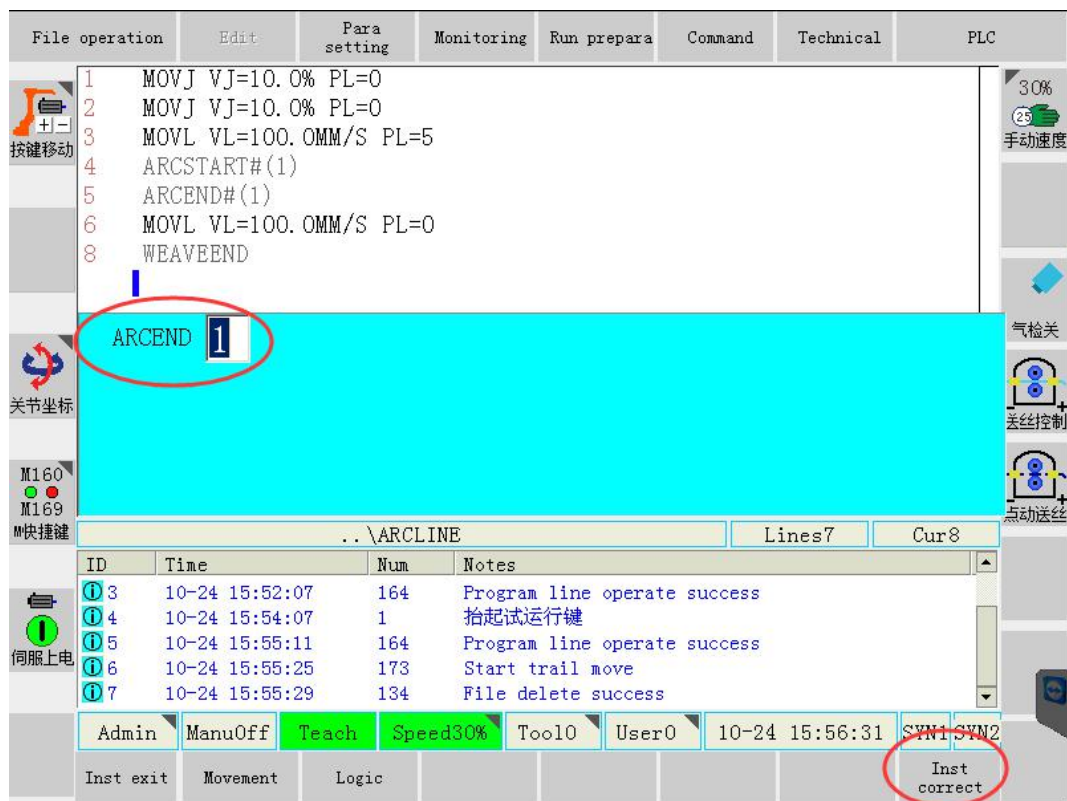 File operation Edit Para setting Monitoring Run prepara Command Technical PLC
1 MOVJ VJ=10.0% PL=0
2 MOVJ VJ=10.0% PL=0
3 MOVL VL=100.0MM/S PL=5
4 ARCSTART#(1)
5 ARCEND#(1)
6 MOVL VL=100.0MM/S PL=0
8 WEAVEEND
ARCEND 1
按键移动
关节坐标
M160
M169
M快捷键
伺服上电
30%
25
手动速度
气检关
送丝控制
点动送丝
..\ARCLINE Lines7 Cur8
ID Time Num Notes
3 10-24 15:52:07 164 Program line operate success
4 10-24 15:54:07 1 抬起试运行键
5 10-24 15:55:11 164 Program line operate success
6 10-24 15:55:25 173 Start trail move
7 10-24 15:55:29 134 File delete success
Admin ManuOff Teach Speed30% Tool0 User0 10-24 15:56:31 SYN1 SYN2
Inst exit Movement Logic Inst correct